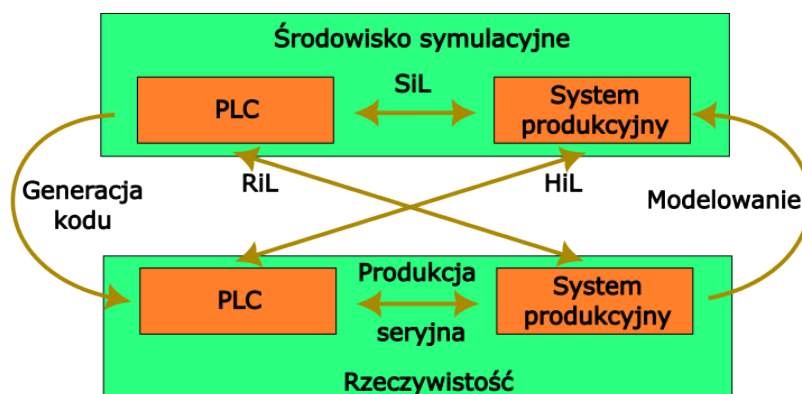 Środowisko symulacyjne
PLC
SiL
System
produkcyjny
Generacja
kodu
RiL
HiL
Modelowanie
PLC
Produkcja
seryjna
System
produkcyjny
Rzeczywistość